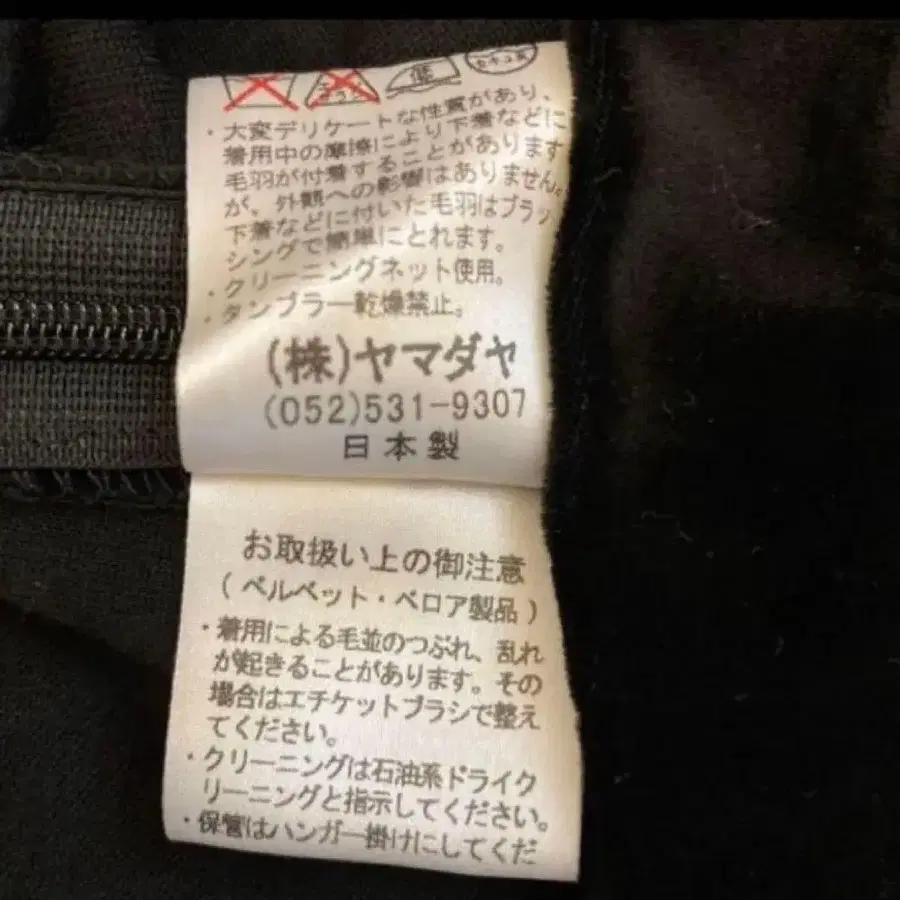 エンソ
低
セキユ系
・大変デリケートな性質があり、
着用中の摩擦により下着などに
毛羽が付着することがあります
が、外観への影響はありません。
下着などに付いた毛羽はブラッ
シングで簡単にとれます。
・クリーニングネット使用。
・タンブラー乾燥禁止。
(株)ヤマダヤ
(052)531-9307
日本製
お取扱い上の御注意
(ベルベット・ベロア製品)
・着用による毛並のつぶれ、乱れ
が起きることがあります。その
場合はエチケットブラシで整え
てください。
・クリーニングは石油系ドライク
リーニングと指示してください。
・保管はハンガー掛けにしてくだ